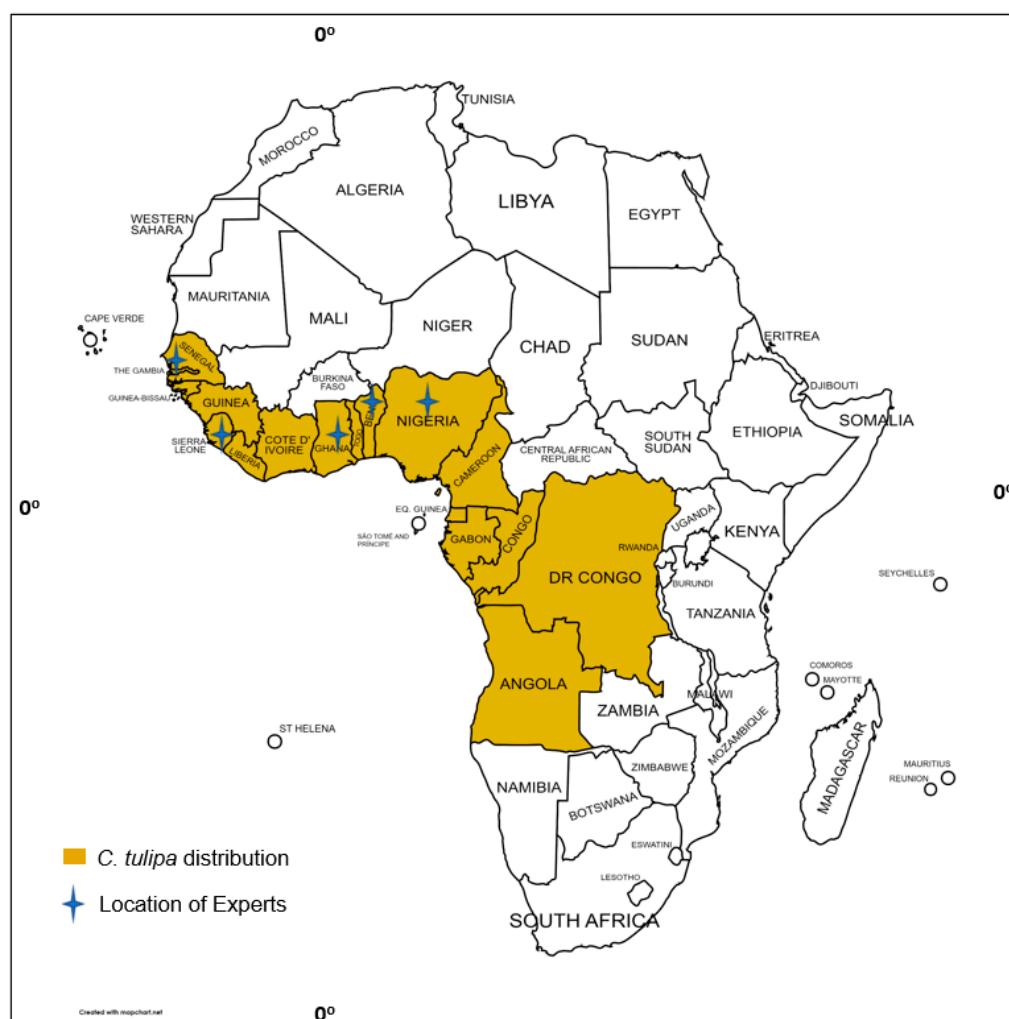 0º
TUNISIA
MOROCCO
ALGERIA
LIBYA
EGYPT
WESTERN
SAHARA
MAURITANIA
MALI
NIGER
CHAD
SUDAN
ERITREA
CAPE VERDE
SENEGAL
THE GAMBIA
GUINEA-BISSAU
GUINEA
BURKINA
FASO
DJIBOUTI
SOMALIA
NIGERIA
SIERRA
LEONE
LIBERIA
COTE D'
IVOIRE
GHANA
TOGO
CAMEROON
CENTRAL AFRICAN
REPUBLIC
SOUTH
SUDAN
ETHIOPIA
0º
0º
EQ. GUINEA
SÃO TOMÉ AND
PRÍNCIPE
GABON
CONGO
UGANDA
KENYA
RWANDA
DR CONGO
BURUNDI
TANZANIA
SEYCHELLES
COMOROS
MAYOTTE
ANGOLA
ZAMBIA
MALAWI
MOZAMBIQUE
MADAGASCAR
ST HELENA
MAURITIUS
REUNION
NAMIBIA
ZIMBABWE
BOTSWANA
ESWATINI
LESOTHO
SOUTH AFRICA
C. tulipa distribution
Location of Experts
Created with mapchart.net
0º